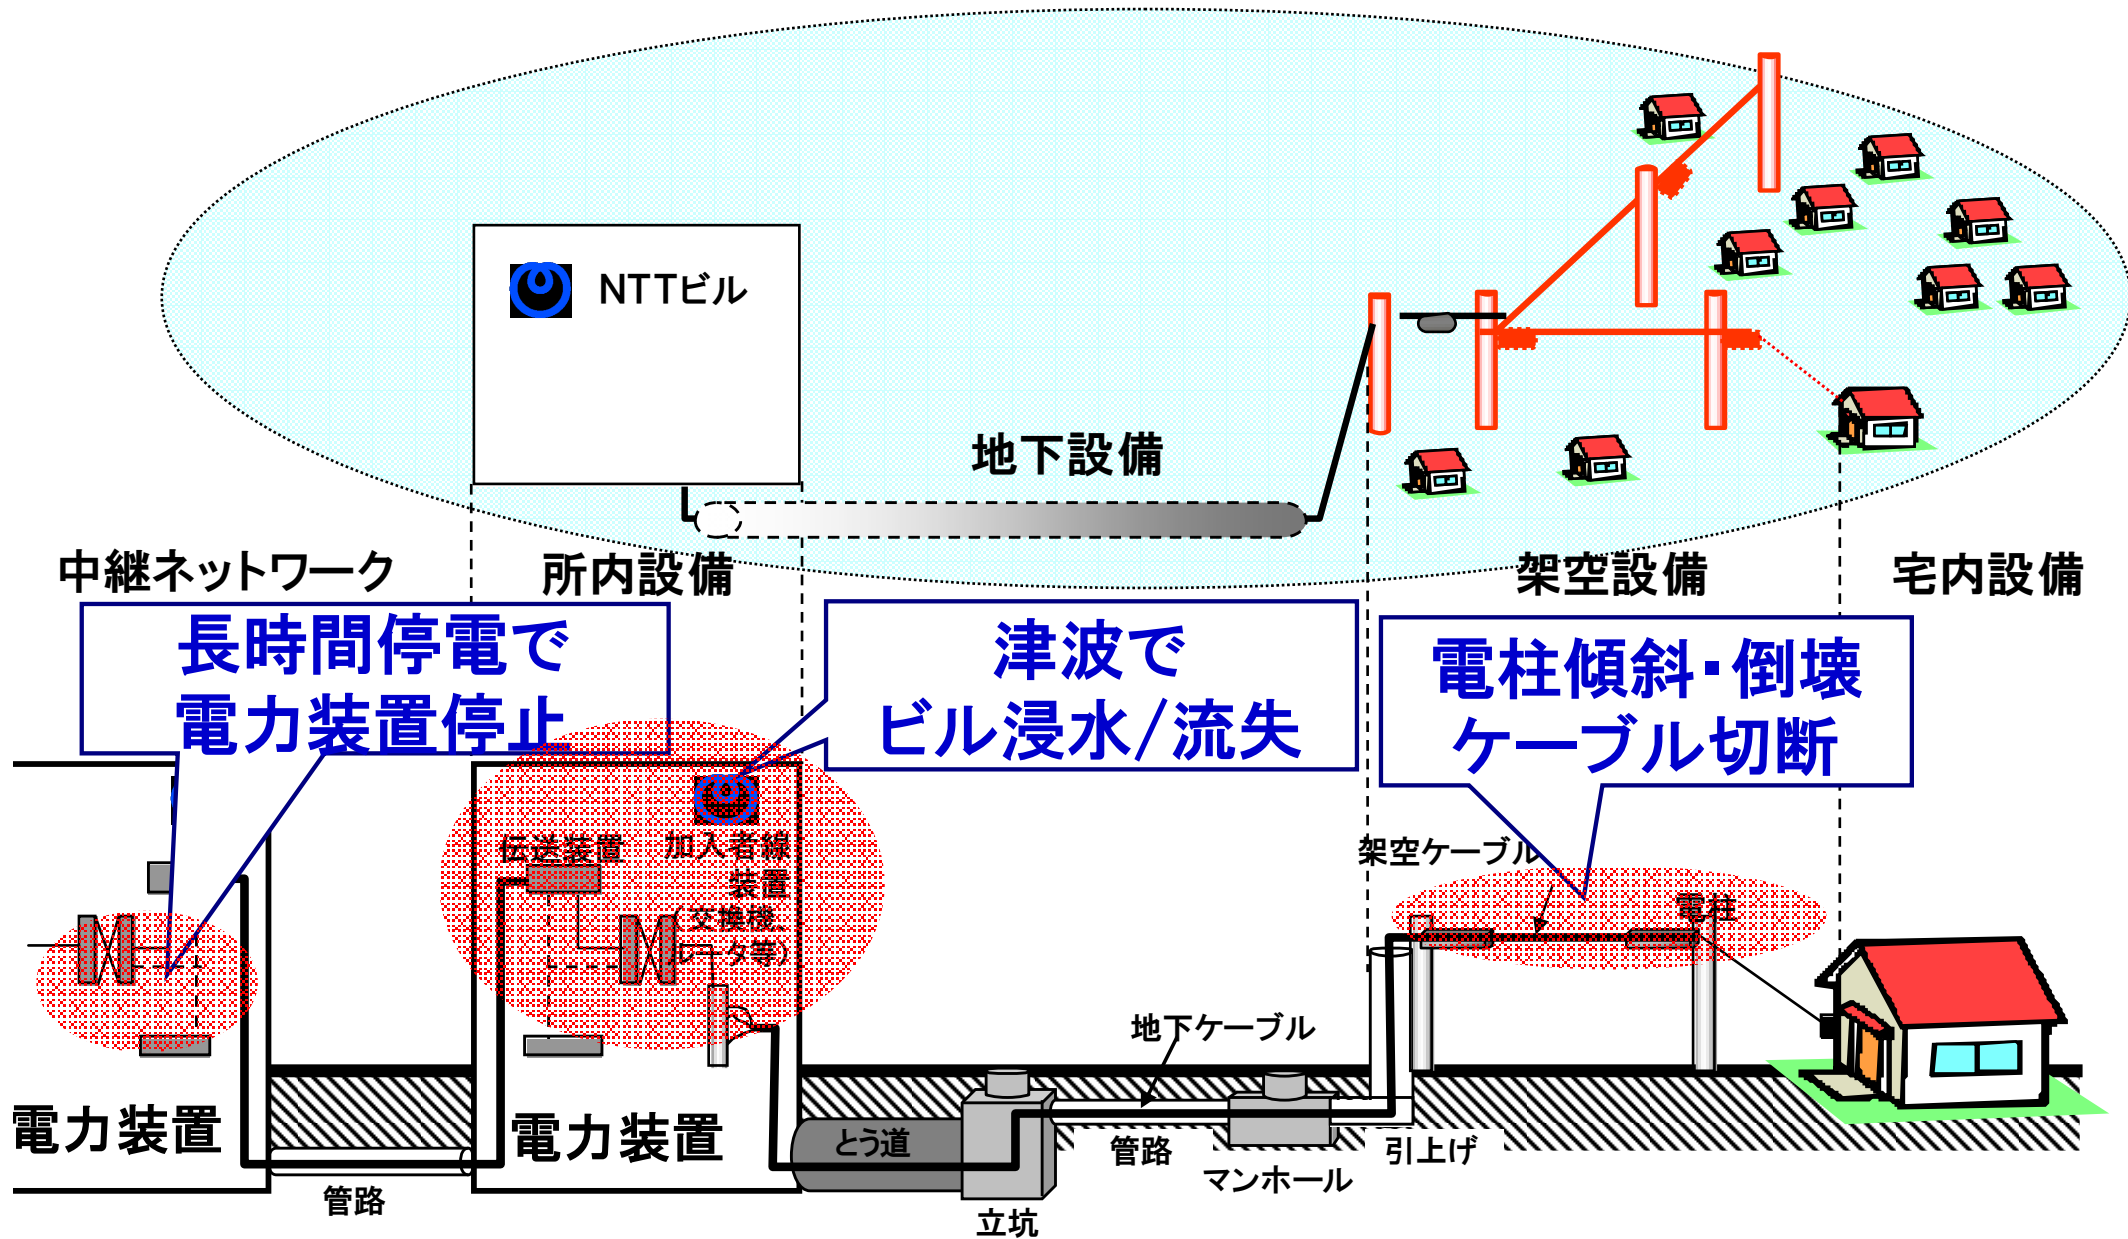 NTTビル
地下設備
中継ネットワーク
所内設備
架空設備
宅内設備
長時間停電で
電力装置停止
津波で
ビル浸水/流失
電柱傾斜・倒壊
ケーブル切断
伝送装置
加入者線
装置
(交換機、
ルータ等)
架空ケーブル
電柱
地下ケーブル
電力装置
電力装置
とう道
管路
引上げ
マンホール
管路
立坑